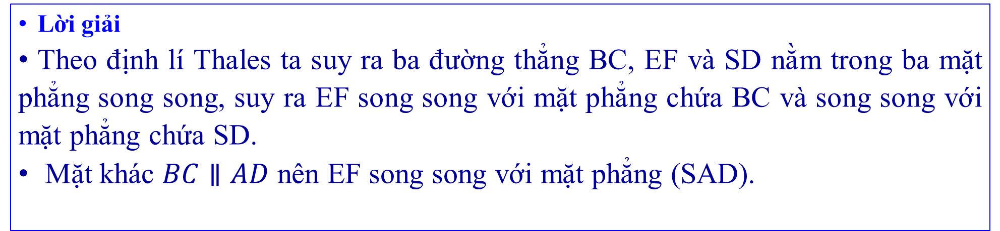 • Lời giải
• Theo định lí Thales ta suy ra ba đường thẳng BC, EF và SD nằm trong ba mặt
phẳng song song, suy ra EF song song với mặt phẳng chứa BC và song song với
mặt phẳng chứa SD.
• Mặt khác 𝐵𝐶 ∥ 𝐴𝐷 nên EF song song với mặt phẳng (SAD).